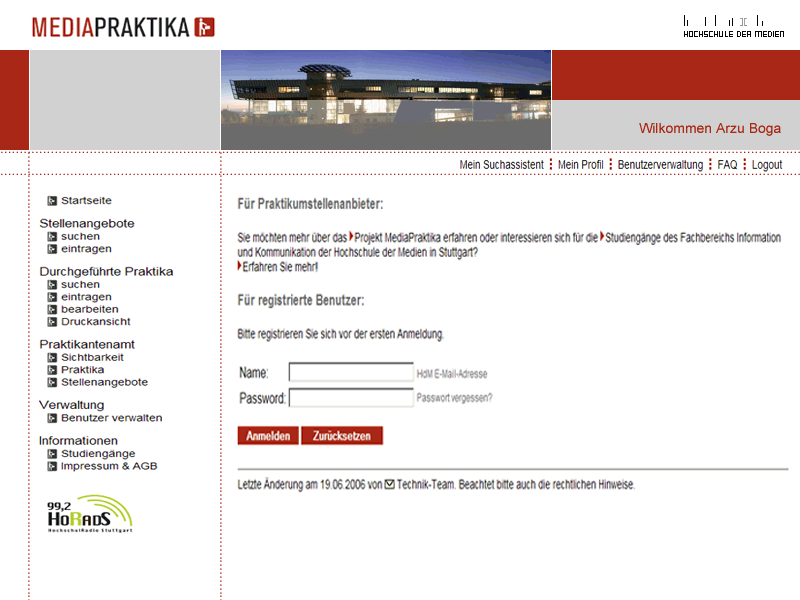 MEDIAPRAKTIKA
HOCHSCHULE DER MEDIEN
Wilkommen Arzu Boga
Mein Suchassistent Mein Profil Benutzerverwaltung FAQ Logout
Startseite
Stellenangebote
suchen
eintragen
Durchgeführte Praktika
suchen
eintragen
bearbeiten
Druckansicht
Praktikantenamt
Sichtbarkeit
Praktika
Stellenangebote
Verwaltung
Benutzer verwalten
Informationen
Studiengänge
Impressum & AGB
99,2
HoRadS
HochschulRadio Stuttgart
Für Praktikumstellenanbieter:
Sie möchten mehr über das Projekt MediaPraktika erfahren oder interessieren sich für die Studiengänge des Fachbereichs Information
und Kommunikation der Hochschule der Medien in Stuttgart?
Erfahren Sie mehr!
Für registrierte Benutzer:
Bitte registrieren Sie sich vor der ersten Anmeldung.
Name: HdM E-Mail-Adresse
Password: Passwort vergessen?
Anmelden Zurücksetzen
Letzte Änderung am 19.06.2006 von Technik-Team. Beachtet bitte auch die rechtlichen Hinweise.